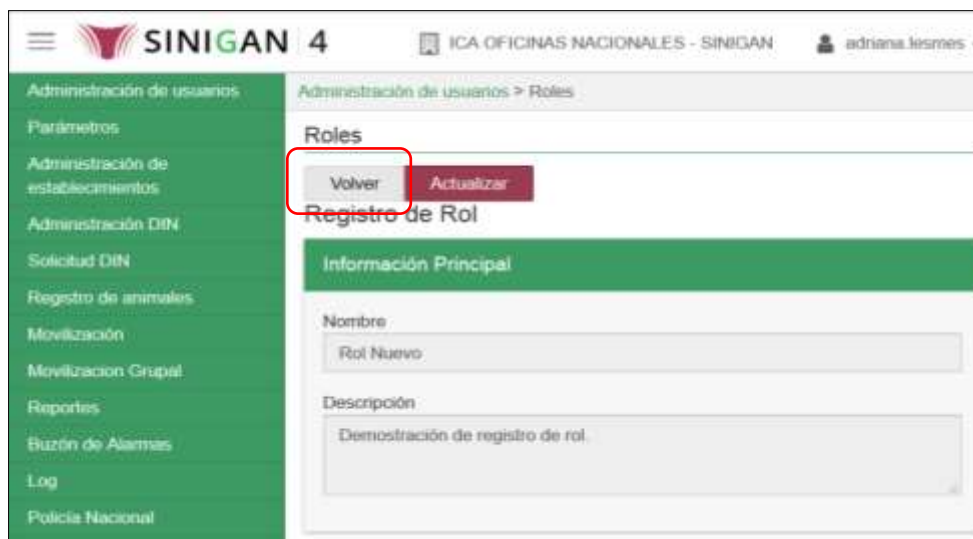 SINIGAN 4
ICA OFICINAS NACIONALES - SINIGAN
adriana.lesmes
Administración de usuarios
Parámetros
Administración de
establecimientos
Administración DIN
Solicitud DIN
Registro de animales
Movilización
Movilizacion Grupal
Reportes
Buzón de Alarmas
Log
Policía Nacional
Administración de usuarios > Roles
Roles
Volver
Actualizar
Registro de Rol
Información Principal
Nombre
Rol Nuevo
Descripción
Demostración de registro de rol.